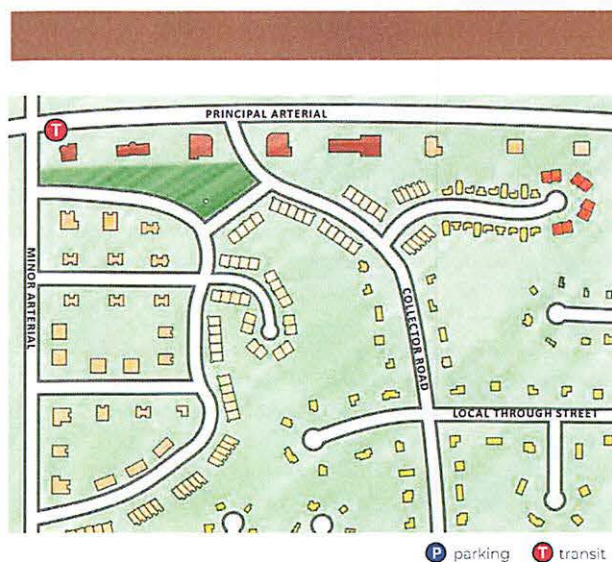 T
PRINCIPAL ARTERIAL
MINOR ARTERIAL
COLLECTOR ROAD
LOCAL THROUGH STREET
P parking T transit